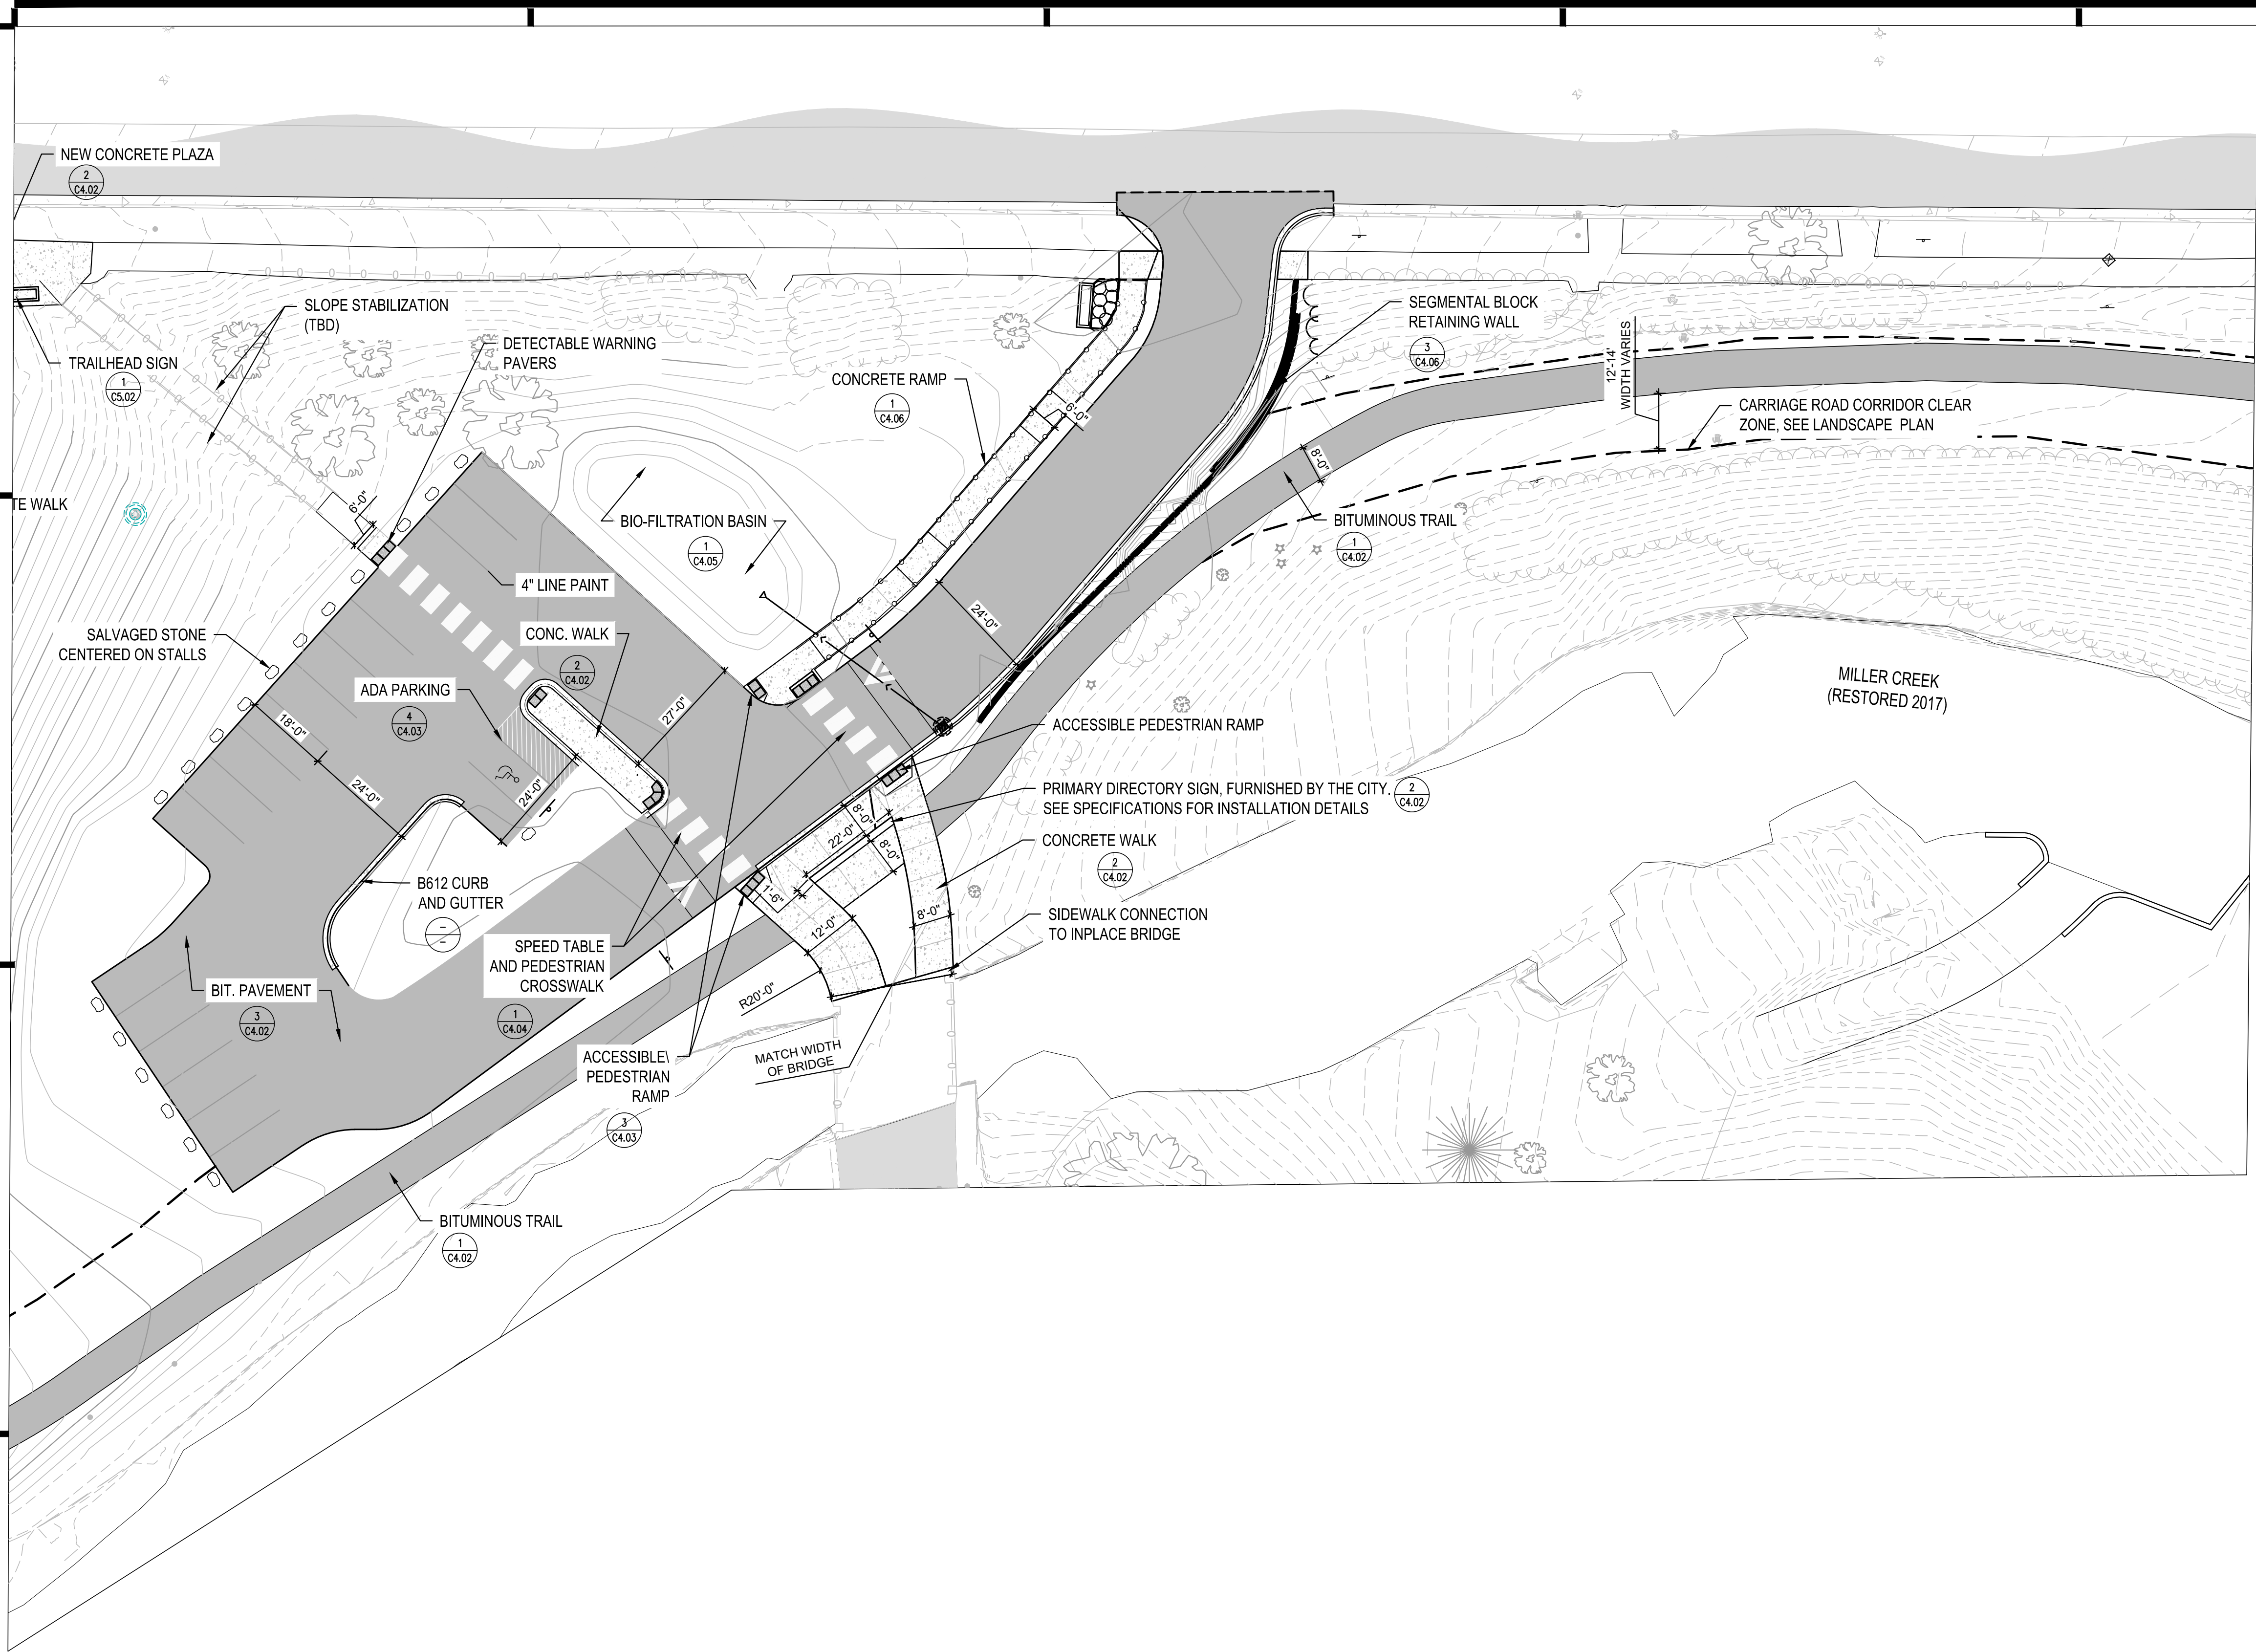 NEW CONCRETE PLAZA
2
C4.02
SLOPE STABILIZATION
(TBD)
TRAILHEAD SIGN
1
C5.02
DETECTABLE WARNING
PAVERS
CONCRETE RAMP
1
C4.06
6'-0"
SEGMENTAL BLOCK
RETAINING WALL
3
C4.06
12'-14'
WIDTH VARIES
CARRIAGE ROAD CORRIDOR CLEAR
ZONE, SEE LANDSCAPE PLAN
8'-0"
TE WALK
6'-0"
BIO-FILTRATION BASIN
1
C4.05
BITUMINOUS TRAIL
1
C4.02
4" LINE PAINT
24'-0"
SALVAGED STONE
CENTERED ON STALLS
CONC. WALK
2
C4.02
ADA PARKING
4
C4.03
27'-0"
MILLER CREEK
(RESTORED 2017)
18'-0"
24'-0"
24'-0"
ACCESSIBLE PEDESTRIAN RAMP
PRIMARY DIRECTORY SIGN, FURNISHED BY THE CITY.
SEE SPECIFICATIONS FOR INSTALLATION DETAILS
2
C4.02
8'-0"
22'-0"
8'-0"
CONCRETE WALK
2
C4.02
B612 CURB
AND GUTTER
–
–
1'-6"
12'-0"
8'-0"
SIDEWALK CONNECTION
TO INPLACE BRIDGE
SPEED TABLE
AND PEDESTRIAN
CROSSWALK
1
C4.04
BIT. PAVEMENT
3
C4.02
R20'-0"
MATCH WIDTH
OF BRIDGE
ACCESSIBLE\
PEDESTRIAN
RAMP
3
C4.03
BITUMINOUS TRAIL
1
C4.02